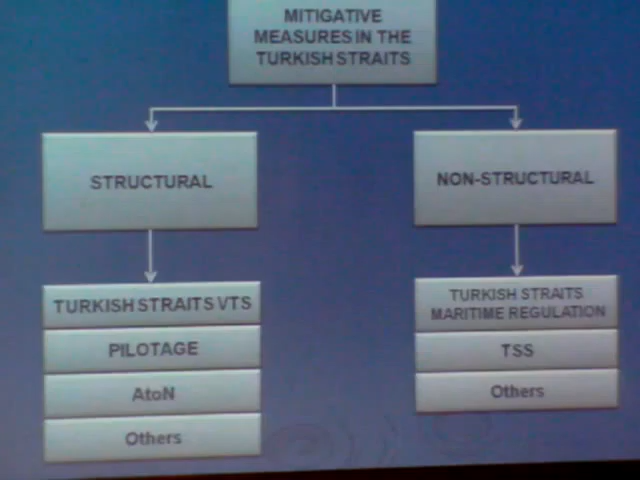 MITIGATIVE
MEASURES IN THE
TURKISH STRAITS
STRUCTURAL
NON-STRUCTURAL
TURKISH STRAITS VTS
PILOTAGE
AtoN
Others
TURKISH STRAITS
MARITIME REGULATION
TSS
Others